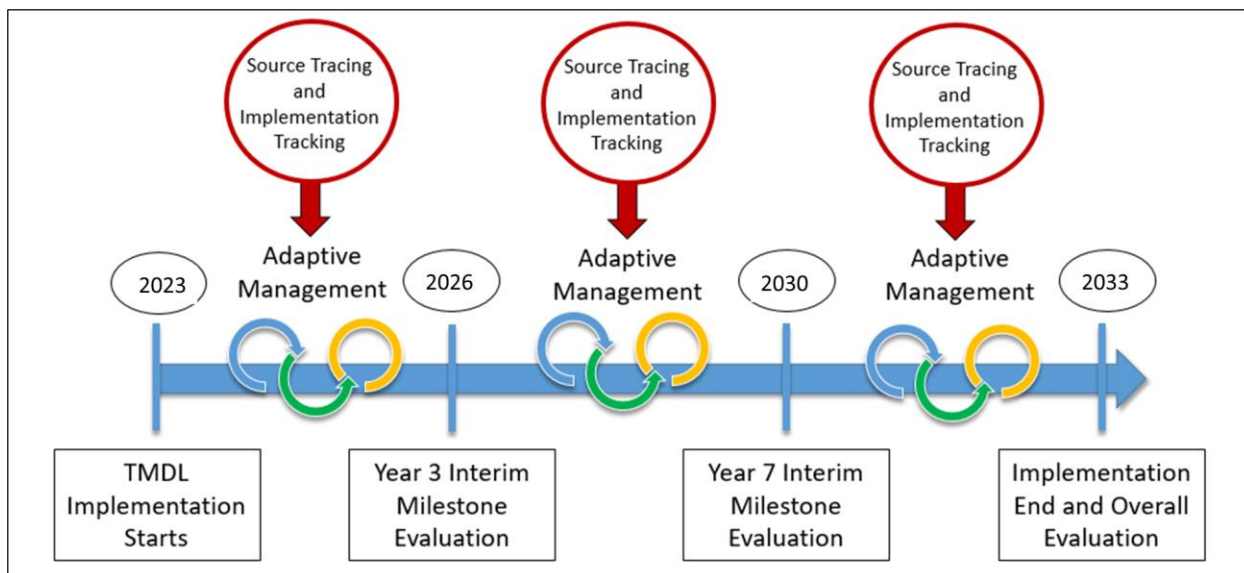 Source Tracing
and
Implementation
Tracking
Source Tracing
and
Implementation
Tracking
Source Tracing
and
Implementation
Tracking
Adaptive
Management
Adaptive
Management
Adaptive
Management
2023
2026
2030
2033
TMDL
Implementation
Starts
Year 3 Interim
Milestone
Evaluation
Year 7 Interim
Milestone
Evaluation
Implementation
End and Overall
Evaluation